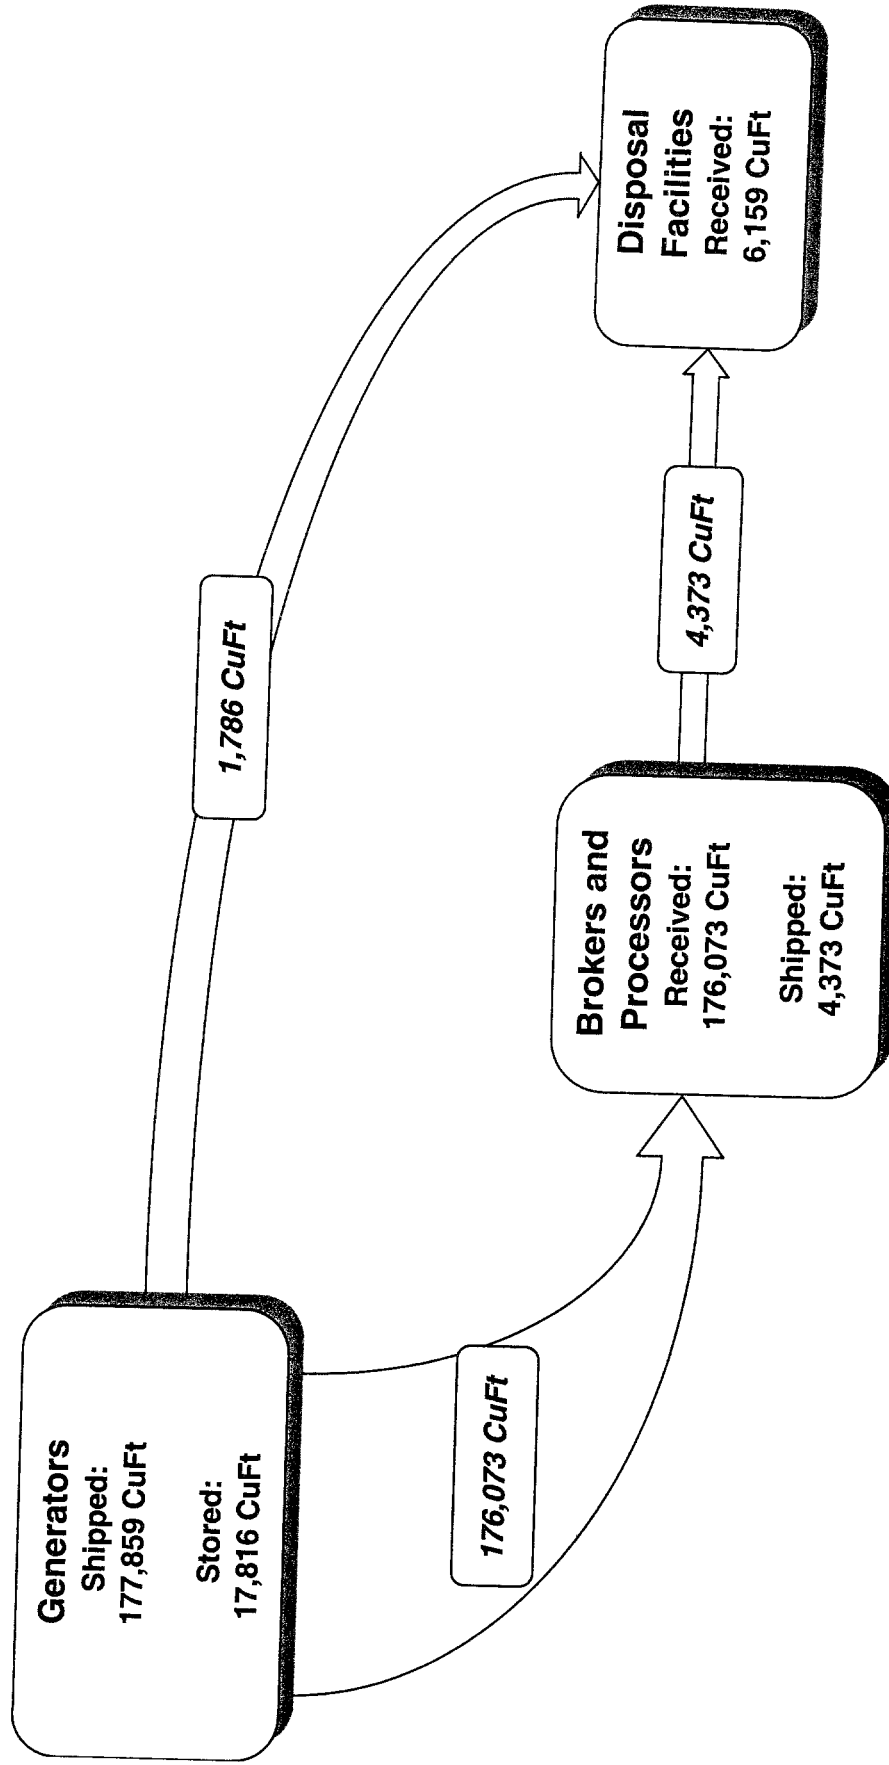 Generators
Shipped:
177,859 CuFt
Stored:
17,816 CuFt
1,786 CuFt
176,073 CuFt
Brokers and
Processors
Received:
176,073 CuFt
Shipped:
4,373 CuFt
4,373 CuFt
Disposal
Facilities
Received:
6,159 CuFt